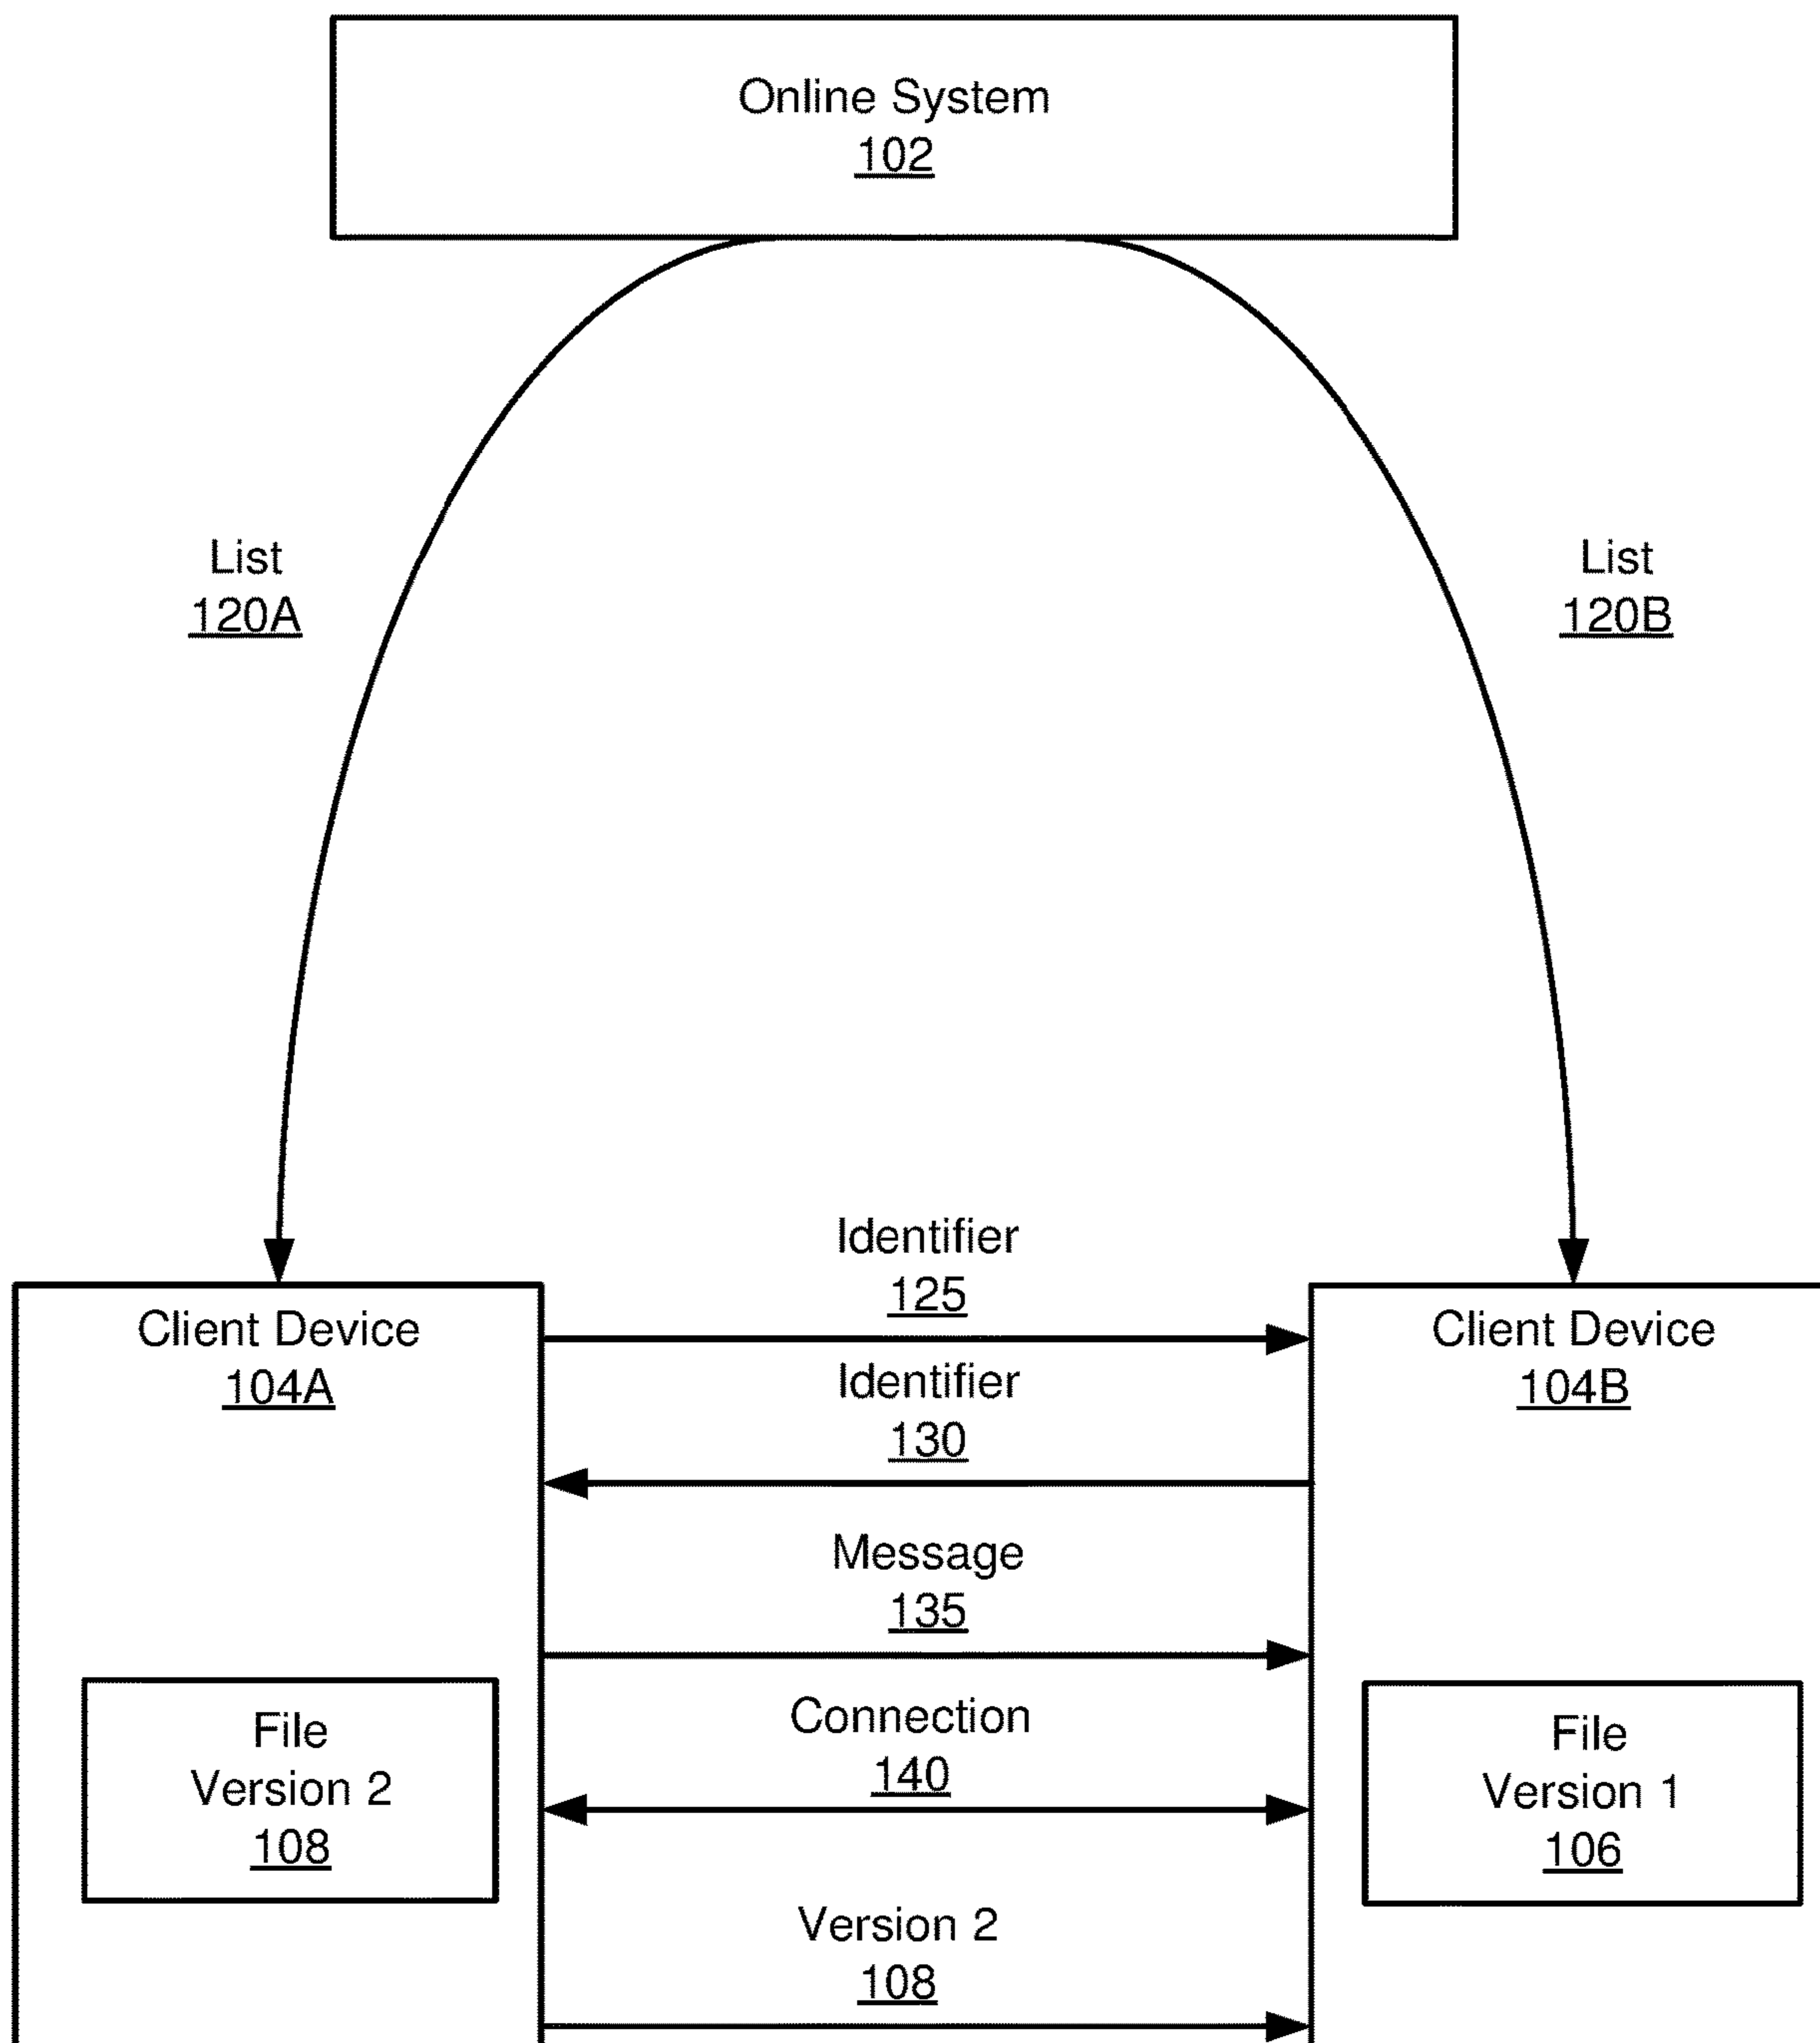 Online System
102
List
120A
List
120B
Identifier
125
Client Device
104A
Client Device
104B
Identifier
130
Message
135
File
Version 2
108
Connection
140
File
Version 1
106
Version 2
108